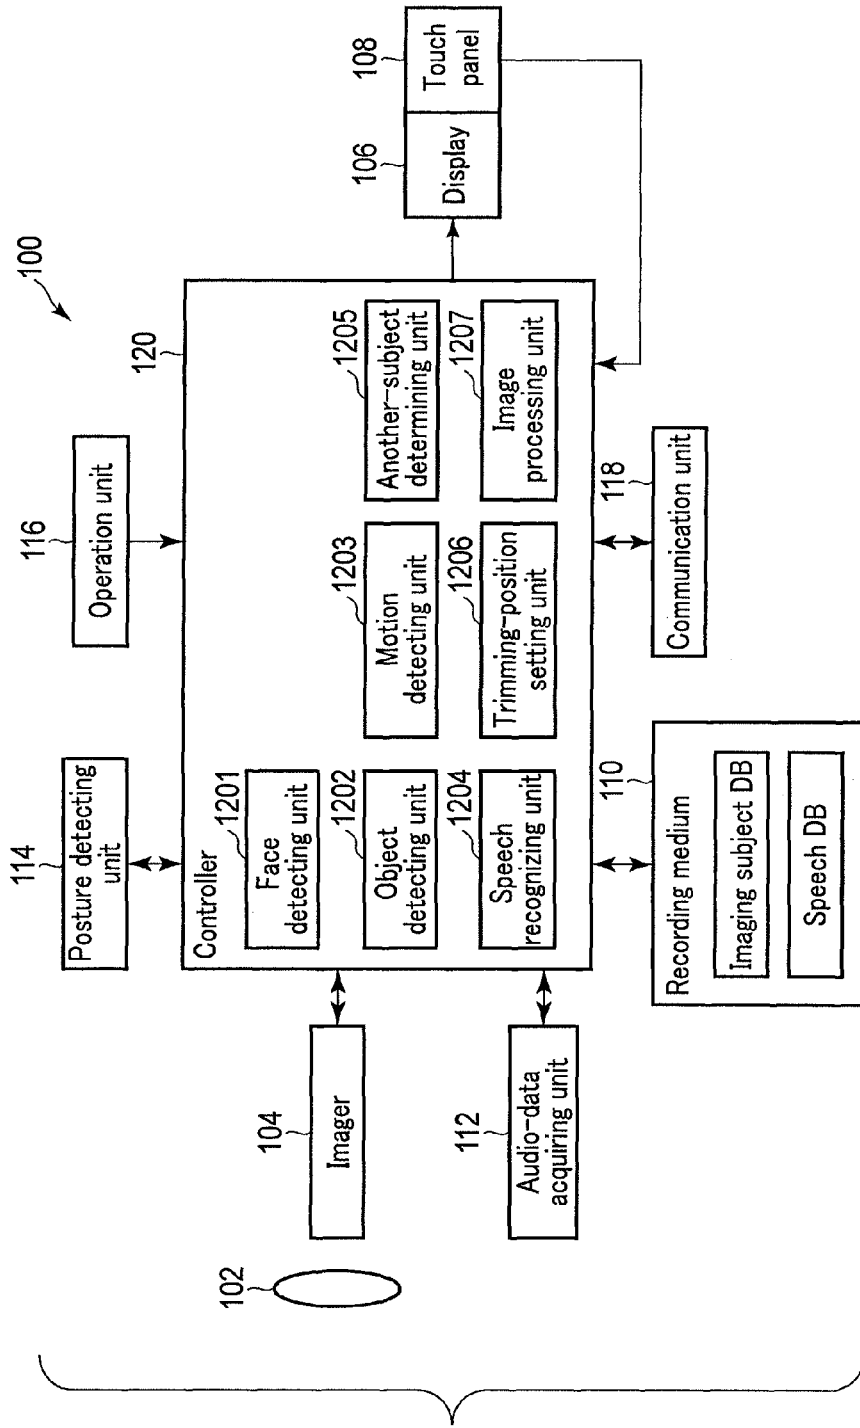 100
114
Posture detecting
unit
116
Operation unit
120
Controller
1201
Face
detecting unit
1202
Object
detecting unit
1203
Motion
detecting unit
1205
Another-subject
determining unit
1204
Speech
recognizing unit
1206
Trimming-position
setting unit
1207
Image
processing unit
102
104
Imager
112
Audio-data
acquiring unit
106
Display
108
Touch
panel
110
Recording medium
Imaging subject DB
Speech DB
118
Communication unit